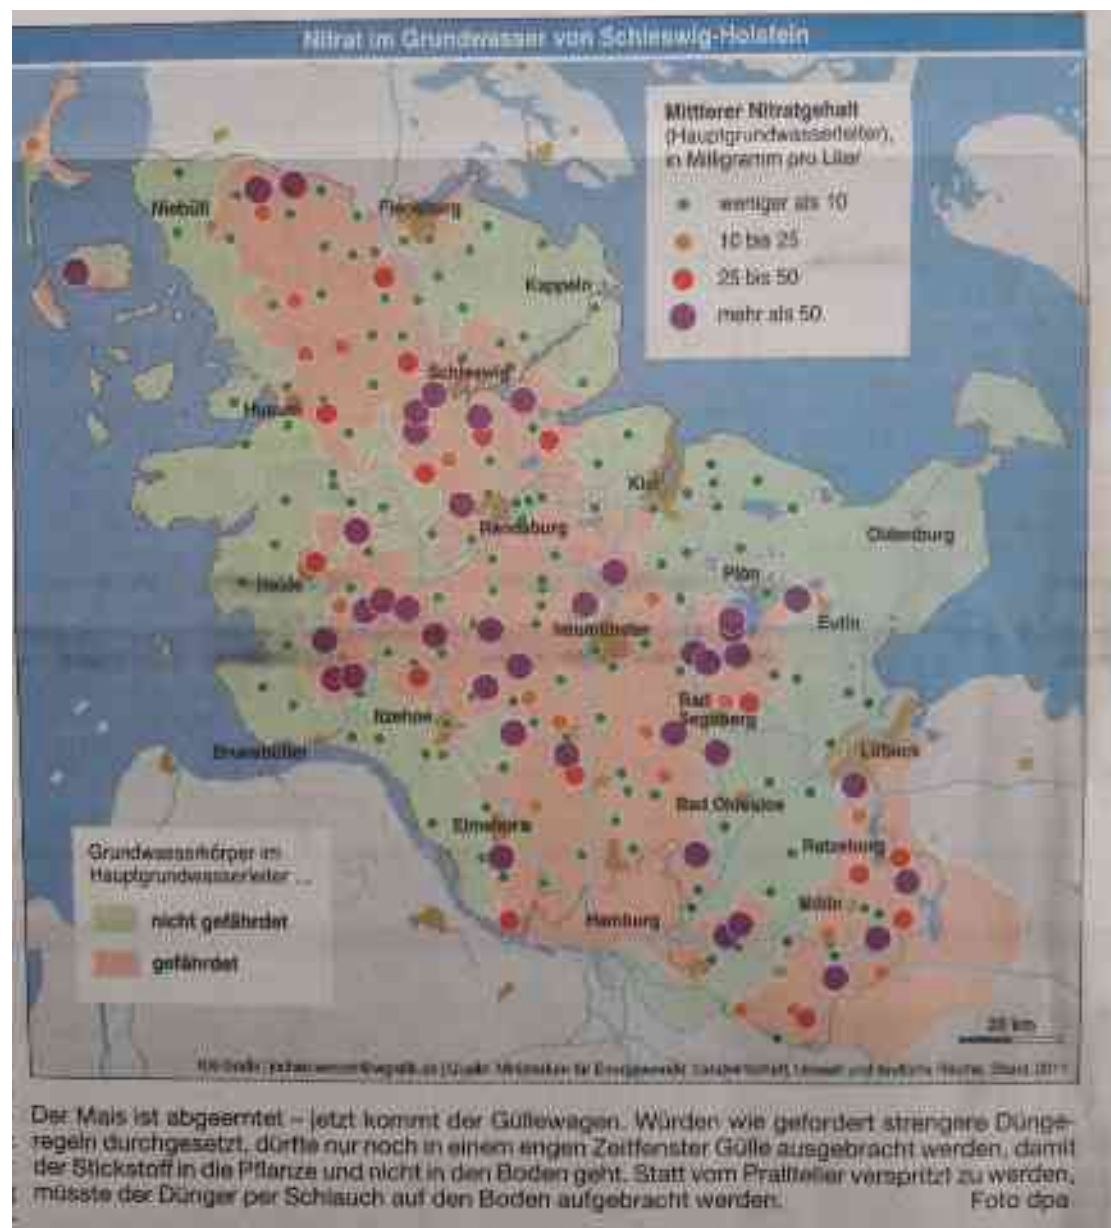 Nitrat im Grundwasser von Schleswig-Holstein
Mittlerer Nitratgehalt
(Hauptgrundwasserleiter),
in Milligramm pro Liter
weniger als 10
10 bis 25
25 bis 50
mehr als 50
Niebüll
Flensburg
Kappeln
Schleswig
Husum
Kiel
Rendsburg
Oldenburg
Heide
Plön
Eutin
Neumünster
Bad
Segeberg
Itzehoe
Brunsbüttel
Lübeck
Bad Oldesloe
Elmshorn
Ratzeburg
Mölln
Hamburg
Grundwasserkörper im
Hauptgrundwasserleiter ...
nicht gefährdet
gefährdet
20 km
Quelle: für Umwelt und
Der Mais ist abgeerntet – jetzt kommt der Güllewagen. Würden wie gefordert strengere Dünge-
regeln durchgesetzt, dürfte nur noch in einem engen Zeitfenster Gülle ausgebracht werden, damit
der Stickstoff in die Pflanze und nicht in den Boden geht. Statt vom Prallteller verspritzt zu werden,
müsste der Dünger per Schlauch auf den Boden aufgebracht werden. Foto dpa